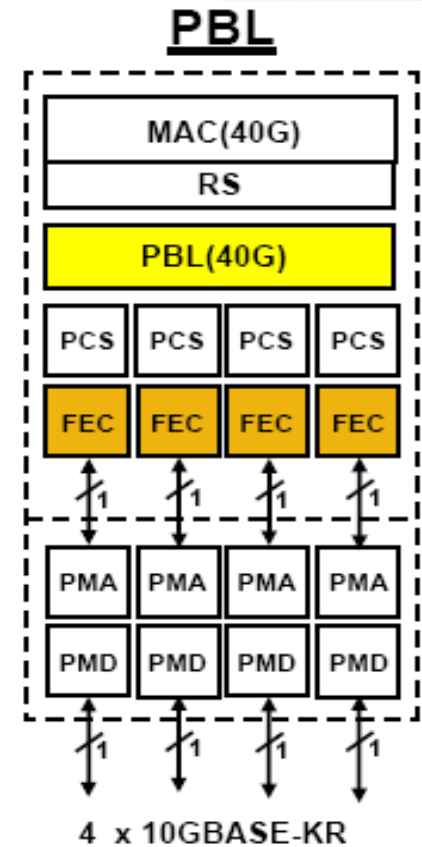 PBL
MAC(40G)
RS
PBL(40G)
PCS PCS PCS PCS
FEC FEC FEC FEC
1 1 1 1
PMA PMA PMA PMA
PMD PMD PMD PMD
1 1 1 1
4 x 10GBASE-KR